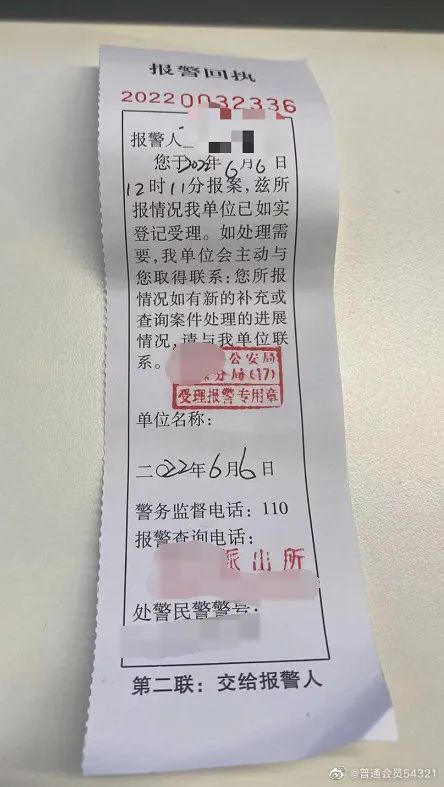 报警回执
20220032336
报警人
您于2022年6月6日
12时11分报案，兹所
报情况我单位已如实
登记受理。如处理需
要，我单位会主动与
您取得联系；您所报
情况如有新的补充或
查询案件处理的进展
情况，请与我单位联
系。
公安局
分局(17)
受理报警专用章
单位名称：
二022年6月6日
警务监督电话：110
报警查询电话：
派出所
处警民警警号：
第二联：交给报警人
@普通会员54321